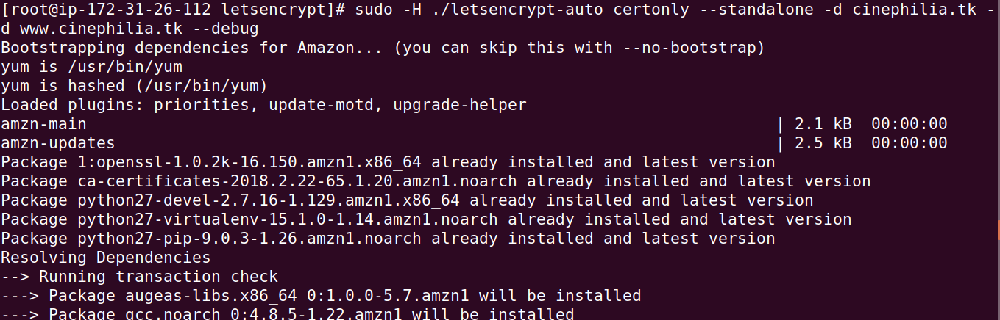 [root@ip-172-31-26-112 letsencrypt]# sudo -H ./letsencrypt-auto certonly --standalone -d cinephilia.tk -
d www.cinephilia.tk --debug
Bootstrapping dependencies for Amazon... (you can skip this with --no-bootstrap)
yum is /usr/bin/yum
yum is hashed (/usr/bin/yum)
Loaded plugins: priorities, update-motd, upgrade-helper
amzn-main | 2.1 kB 00:00:00
amzn-updates | 2.5 kB 00:00:00
Package 1:openssl-1.0.2k-16.150.amzn1.x86_64 already installed and latest version
Package ca-certificates-2018.2.22-65.1.20.amzn1.noarch already installed and latest version
Package python27-devel-2.7.16-1.129.amzn1.x86_64 already installed and latest version
Package python27-virtualenv-15.1.0-1.14.amzn1.noarch already installed and latest version
Package python27-pip-9.0.3-1.26.amzn1.noarch already installed and latest version
Resolving Dependencies
--> Running transaction check
---> Package augeas-libs.x86_64 0:1.0.0-5.7.amzn1 will be installed
---> Package gcc.noarch 0:4.8.5-1.22.amzn1 will be installed